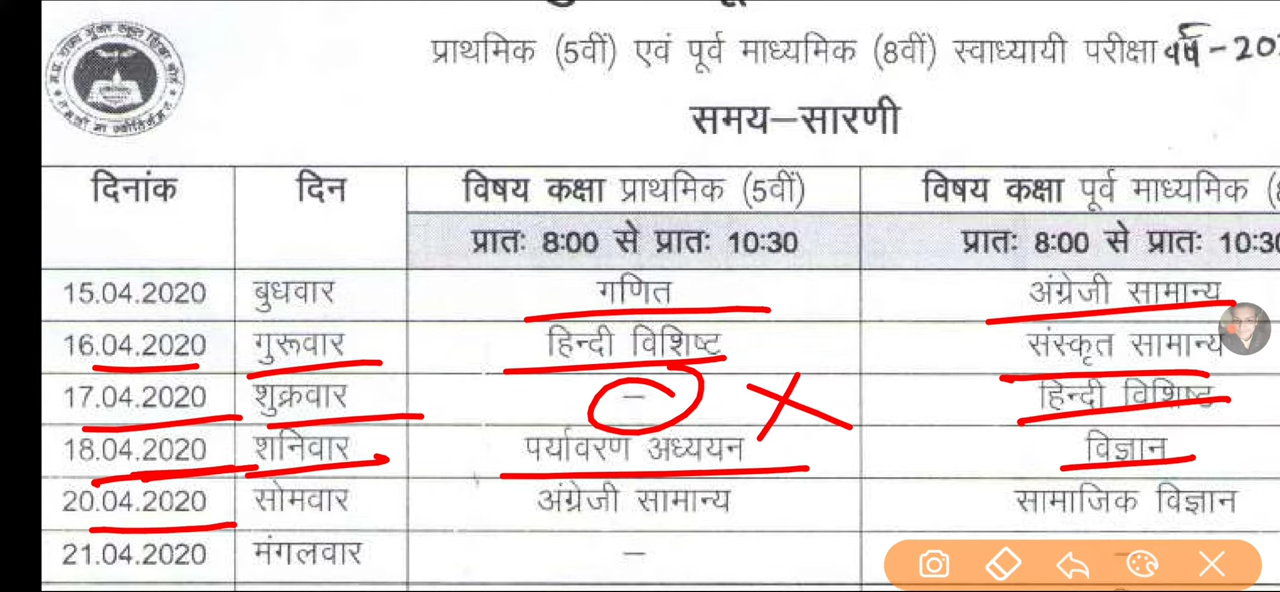 प्राथमिक (5वीं) एवं पूर्व माध्यमिक (8वीं) स्वाध्यायी परीक्षा वर्ष - 20
समय–सारणी
दिनांक दिन विषय कक्षा प्राथमिक (5वीं) विषय कक्षा पूर्व माध्यमिक
प्रातः 8:00 से प्रातः 10:30 प्रातः 8:00 से प्रातः 10:30
15.04.2020 बुधवार गणित अंग्रेजी सामान्य
16.04.2020 गुरूवार हिन्दी विशिष्ट संस्कृत सामान्य
17.04.2020 शुक्रवार – हिन्दी विशिष्ट
18.04.2020 शनिवार पर्यावरण अध्ययन विज्ञान
20.04.2020 सोमवार अंग्रेजी सामान्य सामाजिक विज्ञान
21.04.2020 मंगलवार – –